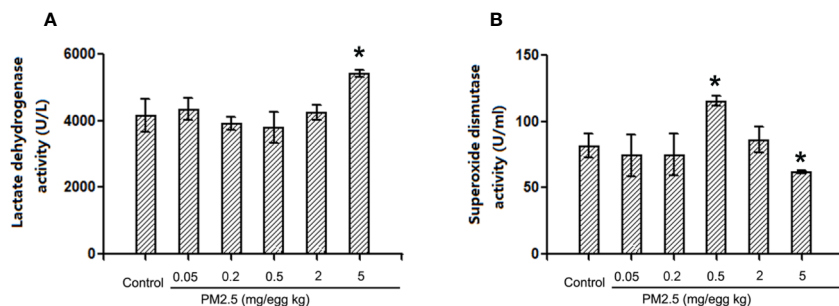 A
Lactate dehydrogenase
activity (U/L)
6000
4000
2000
0
*
Control 0.05 0.2 0.5 2 5
PM2.5 (mg/egg kg)
B
Superoxide dismutase
activity (U/ml)
150
100
50
0
*
*
Control 0.05 0.2 0.5 2 5
PM2.5 (mg/egg kg)